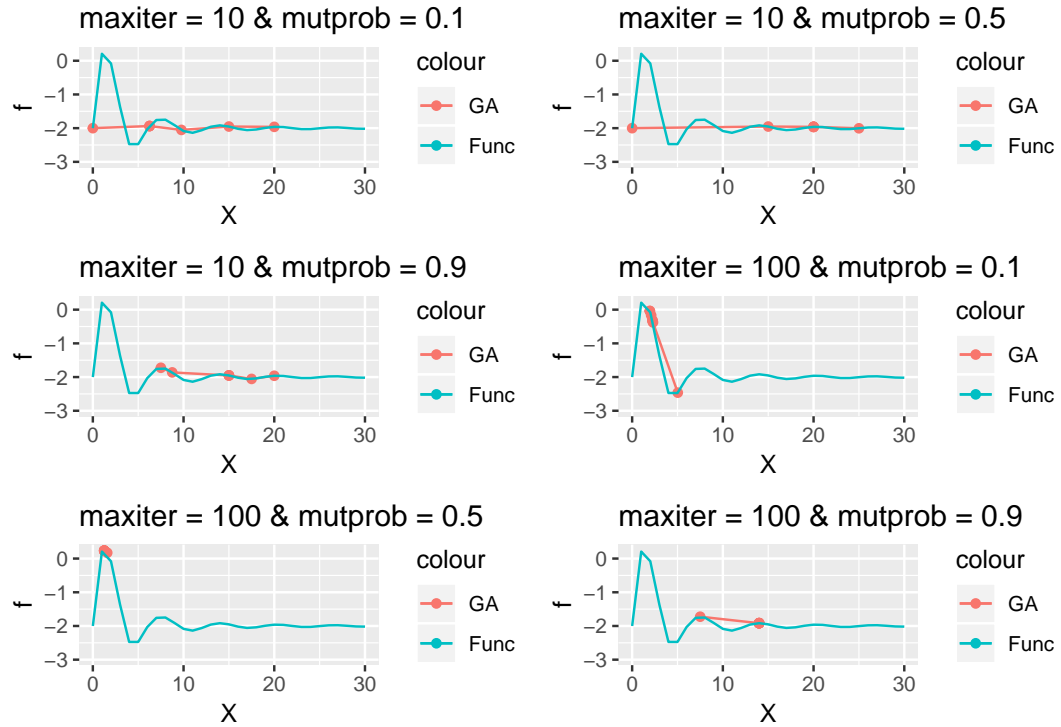 maxiter = 10 & mutprob = 0.1
0
−1
−2
−3
f
0
10
20
30
X
colour
GA
Func
maxiter = 10 & mutprob = 0.5
0
−1
−2
−3
f
0
10
20
30
X
colour
GA
Func
maxiter = 10 & mutprob = 0.9
0
−1
−2
−3
f
0
10
20
30
X
colour
GA
Func
maxiter = 100 & mutprob = 0.1
0
−1
−2
−3
f
0
10
20
30
X
colour
GA
Func
maxiter = 100 & mutprob = 0.5
0
−1
−2
−3
f
0
10
20
30
X
colour
GA
Func
maxiter = 100 & mutprob = 0.9
0
−1
−2
−3
f
0
10
20
30
X
colour
GA
Func